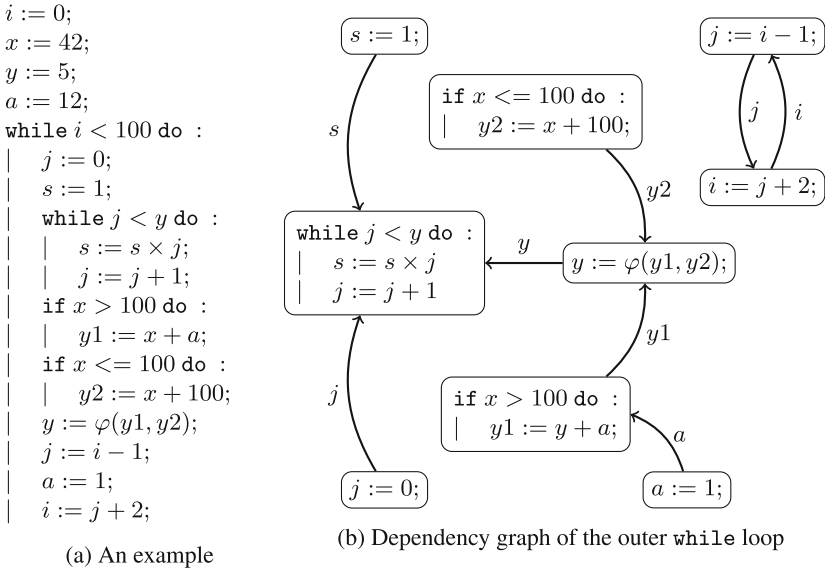 i := 0;
x := 42;
y := 5;
a := 12;
while i < 100 do :
| j := 0;
| s := 1;
| while j < y do :
| | s := s × j;
| | j := j + 1;
| if x > 100 do :
| | y1 := x + a;
| if x <= 100 do :
| | y2 := x + 100;
| y := φ(y1, y2);
| j := i − 1;
| a := 1;
| i := j + 2;
(a) An example
s := 1;
j := i − 1;
if x <= 100 do :
| y2 := x + 100;
j
i
s
y2
i := j + 2;
while j < y do :
| s := s × j
| j := j + 1
y
y := φ(y1, y2);
y1
j
if x > 100 do :
| y1 := y + a;
a
j := 0;
a := 1;
(b) Dependency graph of the outer while loop